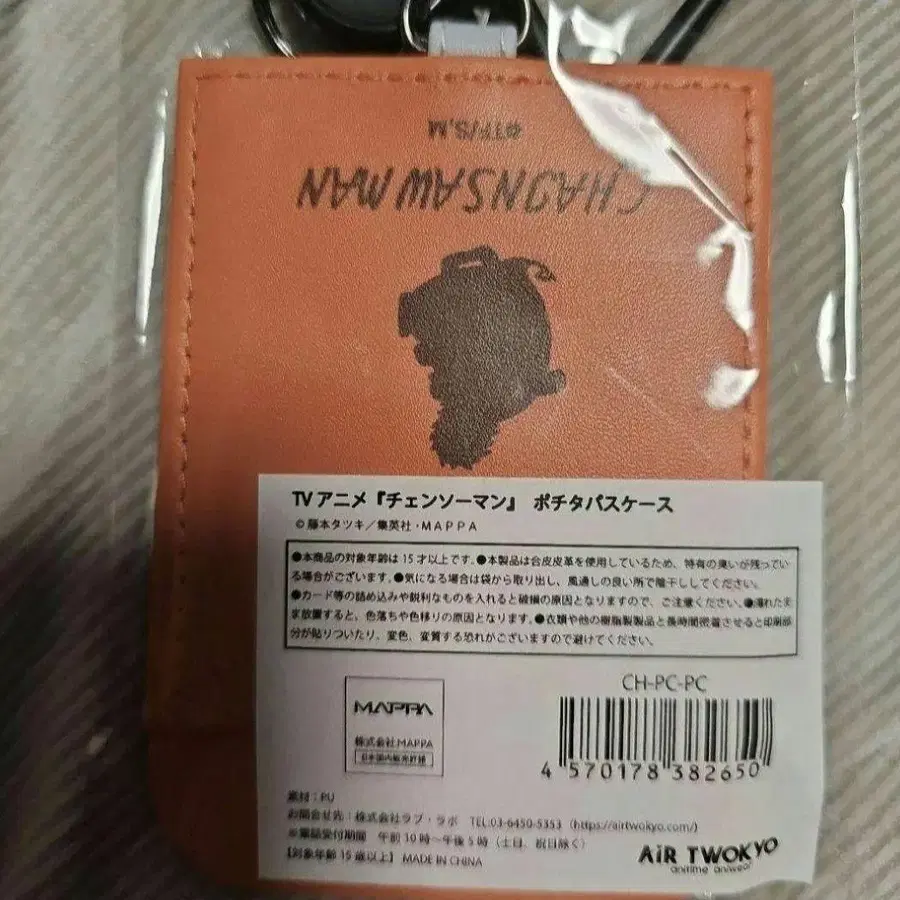 ©TF/S,M
CHAINSAW MAN
TVアニメ『チェンソーマン』 ポチタパスケース
©藤本タツキ/集英社・MAPPA
●本商品の対象年齢は15才以上です。●本製品は合皮皮革を使用しているため、特有の臭いが残ってい
る場合がございます。●気になる場合は袋から取り出し、風通しの良い所で陰干ししてください。
●カード等の詰め込みや鋭利なものを入れると破損の原因となりますので、ご注意ください。●濡れたま
ま放置すると、色落ちや色移りの原因となります。●衣類や他の樹脂製製品と長時間密着させると印刷部
分が貼りついたり、変色、変質する恐れがございますので避けてください。
CH-PC-PC
MAPPA
株式会社MAPPA
日本国内販売許諾
4 570178 382650
素材:PU
お問合せ先:株式会社ラブ・ラボ TEL:03-6450-5353(https://airtwokyo.com/)
※電話受付期間 午前10時~午後5時(土日、祝日除く)
【対象年齢15歳以上】 MADE IN CHINA
AiR TWOKYO
anitime aniwear